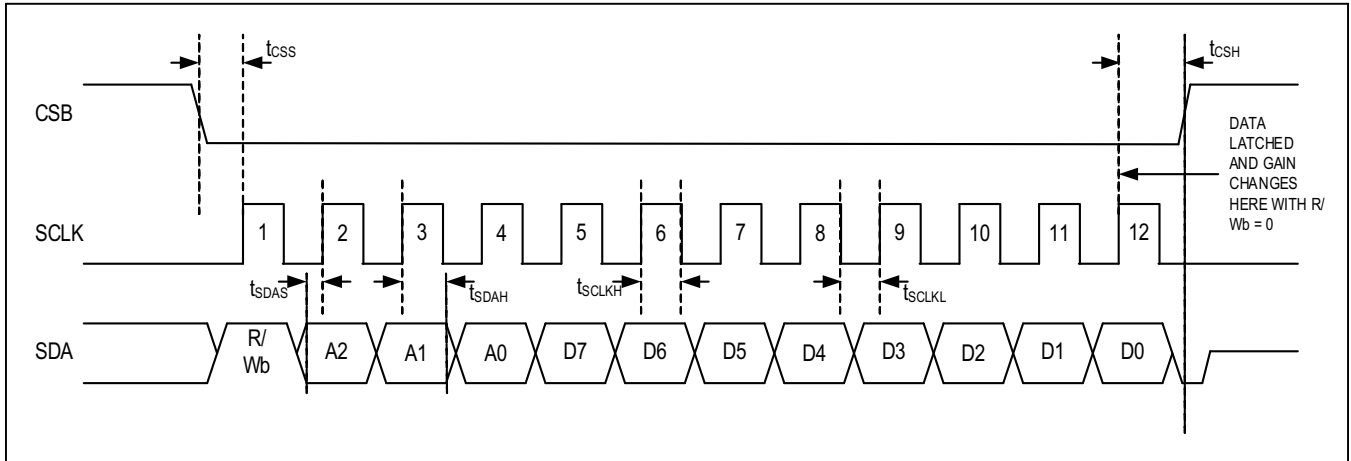 tCSS
tCSH
CSB
DATA
LATCHED
AND GAIN
CHANGES
HERE WITH R/
Wb = 0
SCLK
1 2 3 4 5 6 7 8 9 10 11 12
tSDAS
tSDAH
tSCLKH
tSCLKL
SDA
R/
Wb
A2 A1 A0 D7 D6 D5 D4 D3 D2 D1 D0